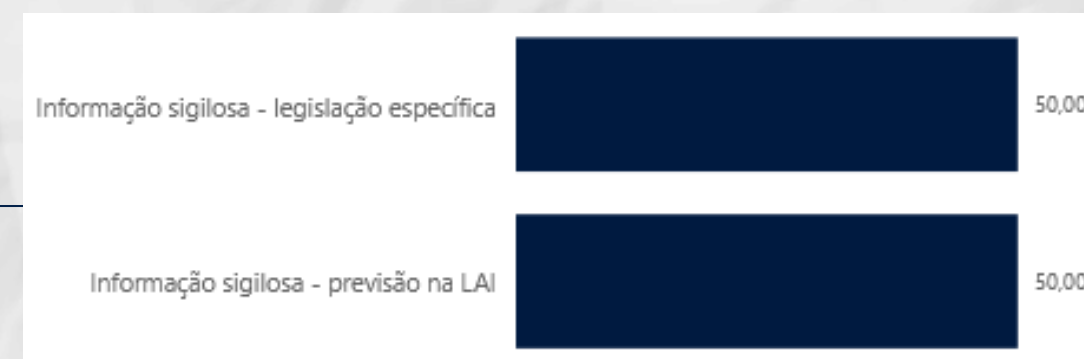 Informação sigilosa - legislação específica
50,00
Informação sigilosa - previsão na LAI
50,00